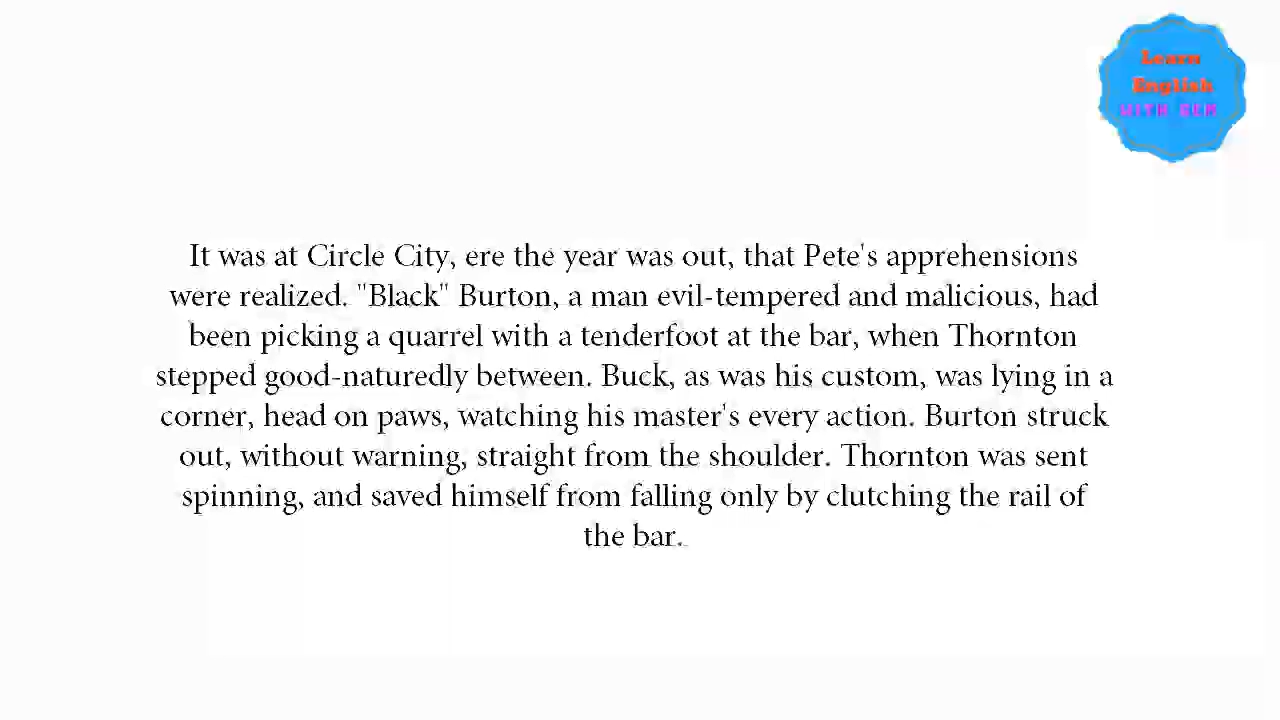 Learn
English
WITH GEM
It was at Circle City, ere the year was out, that Pete's apprehensions
were realized. "Black" Burton, a man evil-tempered and malicious, had
been picking a quarrel with a tenderfoot at the bar, when Thornton
stepped good-naturedly between. Buck, as was his custom, was lying in a
corner, head on paws, watching his master's every action. Burton struck
out, without warning, straight from the shoulder. Thornton was sent
spinning, and saved himself from falling only by clutching the rail of
the bar.